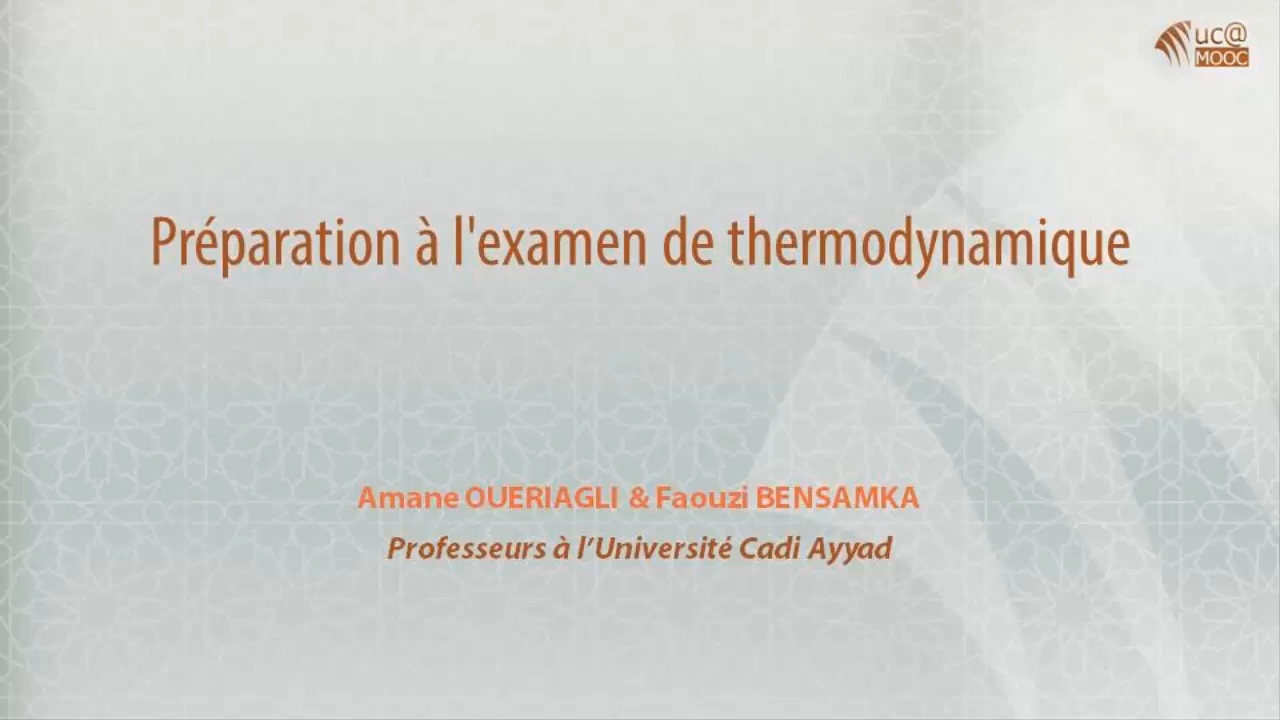 uc@
MOOC
Préparation à l'examen de thermodynamique
Amane OUERIAGLI & Faouzi BENSAMKA
Professeurs à l’Université Cadi Ayyad